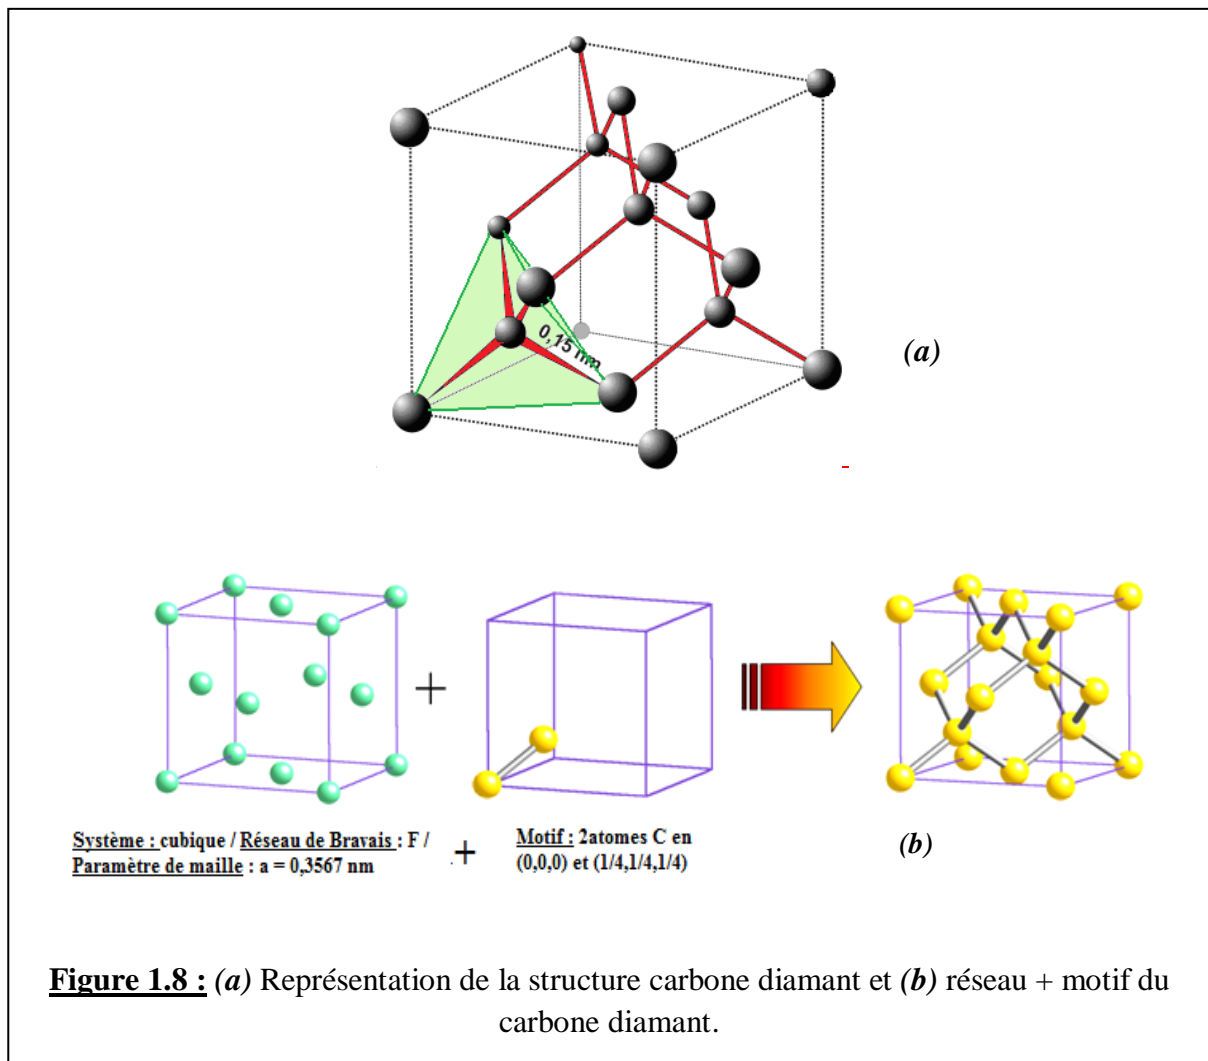 0,15 nm
(a)
+
Système : cubique / Réseau de Bravais : F /
Paramètre de maille : a = 0,3567 nm
+
Motif : 2atomes C en
(0,0,0) et (1/4,1/4,1/4)
(b)
Figure 1.8 : (a) Représentation de la structure carbone diamant et (b) réseau + motif du
carbone diamant.